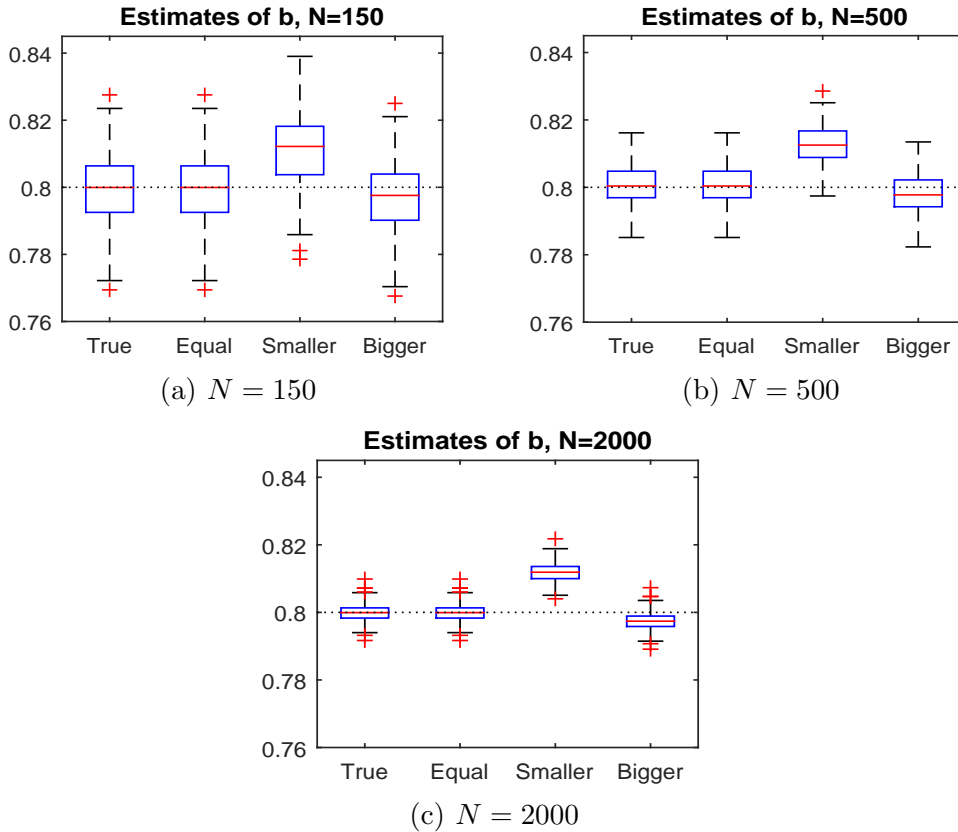 Estimates of b, N=150
0.84
0.82
0.8
0.78
0.76
True Equal Smaller Bigger
(a) N = 150
Estimates of b, N=500
0.84
0.82
0.8
0.78
0.76
True Equal Smaller Bigger
(b) N = 500
Estimates of b, N=2000
0.84
0.82
0.8
0.78
0.76
True Equal Smaller Bigger
(c) N = 2000